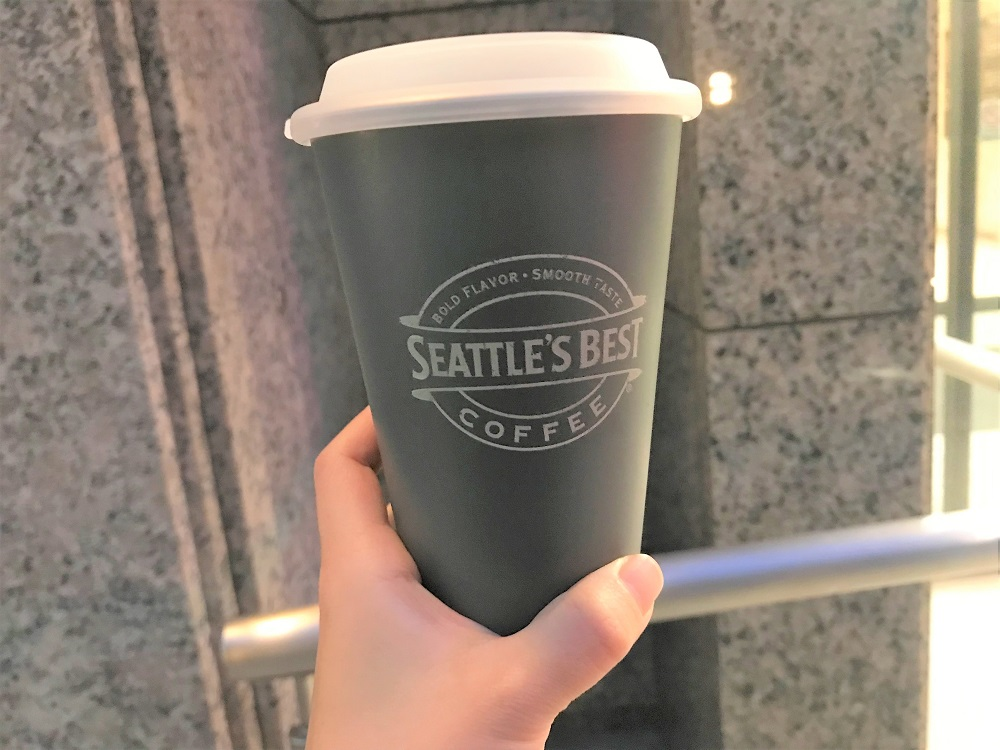 BOLD FLAVOR • SMOOTH TASTE
SEATTLE'S BEST
COFFEE
®